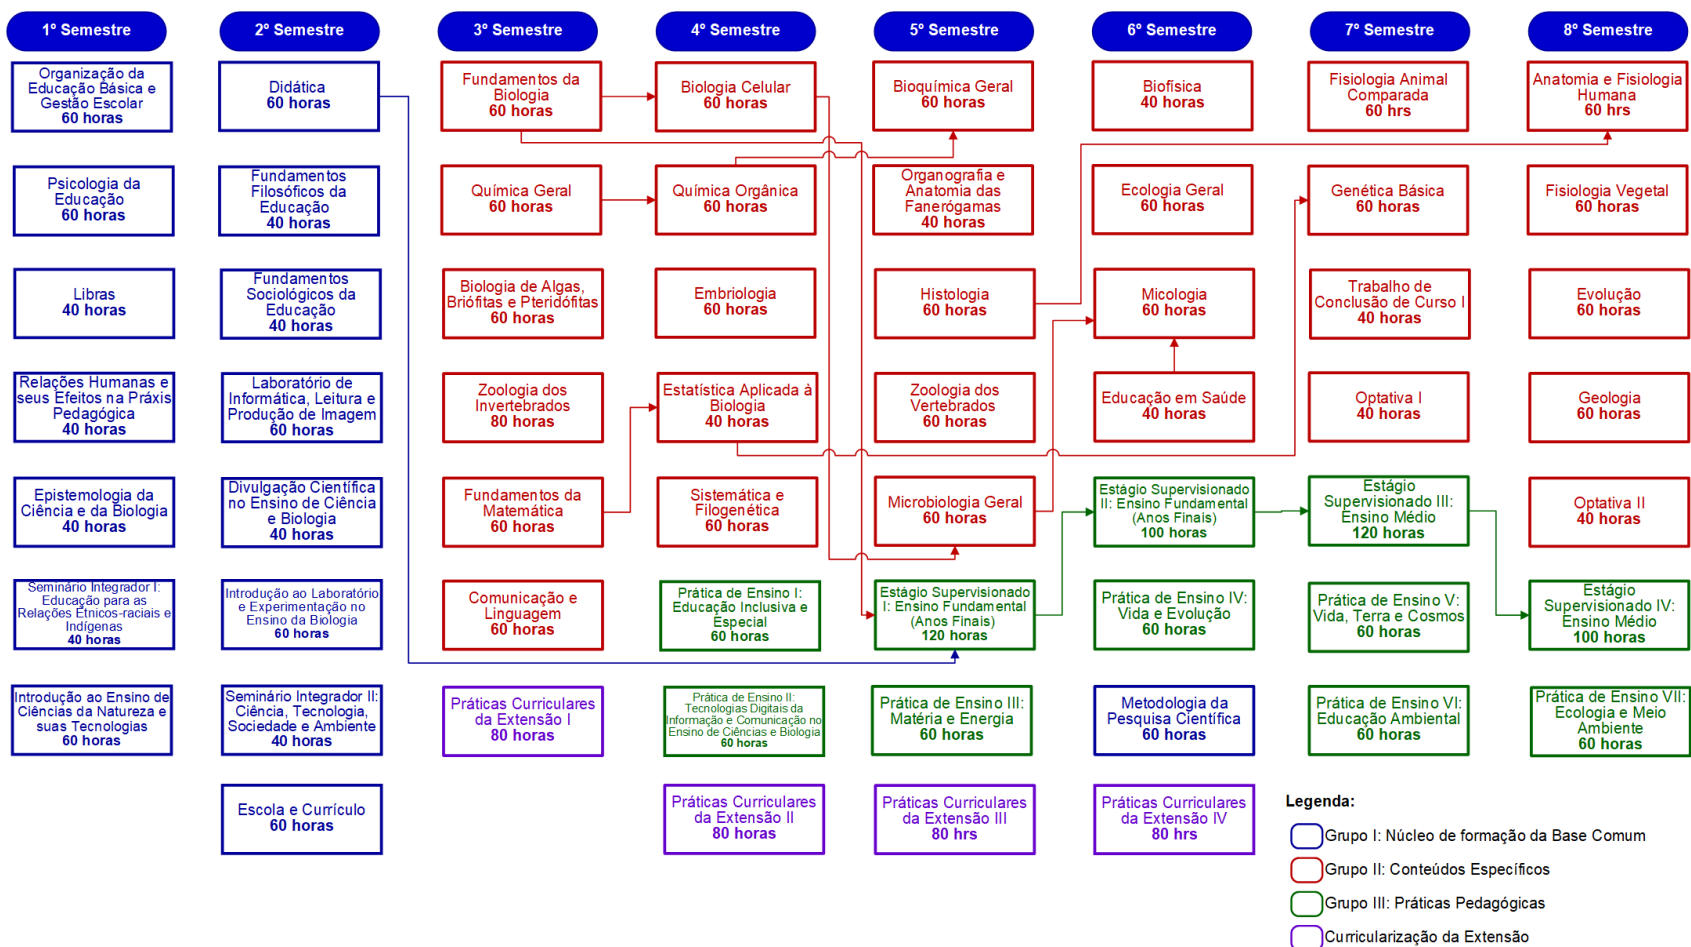 1º Semestre
Organização da
Educação Básica e
Gestão Escolar
60 horas
Psicologia da
Educação
60 horas
Libras
40 horas
Relações Humanas e
seus Efeitos na Práxis
Pedagógica
40 horas
Epistemologia da
Ciência e da Biologia
40 horas
Seminário Integrador I:
Educação para as
Relações Étnicos-raciais e
Indígenas
40 horas
Introdução ao Ensino de
Ciências da Natureza e
suas Tecnologias
60 horas
2º Semestre
Didática
60 horas
Fundamentos
Filosóficos da
Educação
40 horas
Fundamentos
Sociológicos da
Educação
40 horas
Laboratório de
Informática, Leitura e
Produção de Imagem
60 horas
Divulgação Científica
no Ensino de Ciência
e Biologia
40 horas
Introdução ao Laboratório
e Experimentação no
Ensino da Biologia
60 horas
Seminário Integrador II:
Ciência, Tecnologia,
Sociedade e Ambiente
40 horas
Escola e Currículo
60 horas
3º Semestre
Fundamentos da
Biologia
60 horas
Química Geral
60 horas
Biologia de Algas,
Briófitas e Pteridófitas
60 horas
Zoologia dos
Invertebrados
80 horas
Fundamentos da
Matemática
60 horas
Comunicação e
Linguagem
60 horas
Práticas Curriculares
da Extensão I
80 horas
4º Semestre
Biologia Celular
60 horas
Química Orgânica
60 horas
Embriologia
60 horas
Estatística Aplicada à
Biologia
40 horas
Sistemática e
Filogenética
60 horas
Prática de Ensino I:
Educação Inclusiva e
Especial
60 horas
Prática de Ensino II:
Tecnologias Digitais da
Informação e Comunicação no
Ensino de Ciências e Biologia
60 horas
Práticas Curriculares
da Extensão II
80 horas
5º Semestre
Bioquímica Geral
60 horas
Organografia e
Anatomia das
Fanerógamas
40 horas
Histologia
60 horas
Zoologia dos
Vertebrados
60 horas
Microbiologia Geral
60 horas
Estágio Supervisionado
I: Ensino Fundamental
(Anos Finais)
120 horas
Prática de Ensino III:
Matéria e Energia
60 horas
Práticas Curriculares
da Extensão III
80 hrs
6º Semestre
Biofísica
40 horas
Ecologia Geral
60 horas
Micologia
60 horas
Educação em Saúde
40 horas
Estágio Supervisionado
II: Ensino Fundamental
(Anos Finais)
100 horas
Prática de Ensino IV:
Vida e Evolução
60 horas
Metodologia da
Pesquisa Científica
60 horas
Práticas Curriculares
da Extensão IV
80 hrs
7º Semestre
Fisiologia Animal
Comparada
60 hrs
Genética Básica
60 horas
Trabalho de
Conclusão de Curso I
40 horas
Optativa I
40 horas
Estágio
Supervisionado III:
Ensino Médio
120 horas
Prática de Ensino V:
Vida, Terra e Cosmos
60 horas
Prática de Ensino VI:
Educação Ambiental
60 horas
8º Semestre
Anatomia e Fisiologia
Humana
60 hrs
Fisiologia Vegetal
60 horas
Evolução
60 horas
Geologia
60 horas
Optativa II
40 horas
Estágio
Supervisionado IV:
Ensino Médio
100 horas
Prática de Ensino VII:
Ecologia e Meio
Ambiente
60 horas
Legenda:
Grupo I: Núcleo de formação da Base Comum
Grupo II: Conteúdos Específicos
Grupo III: Práticas Pedagógicas
Curricularização da Extensão